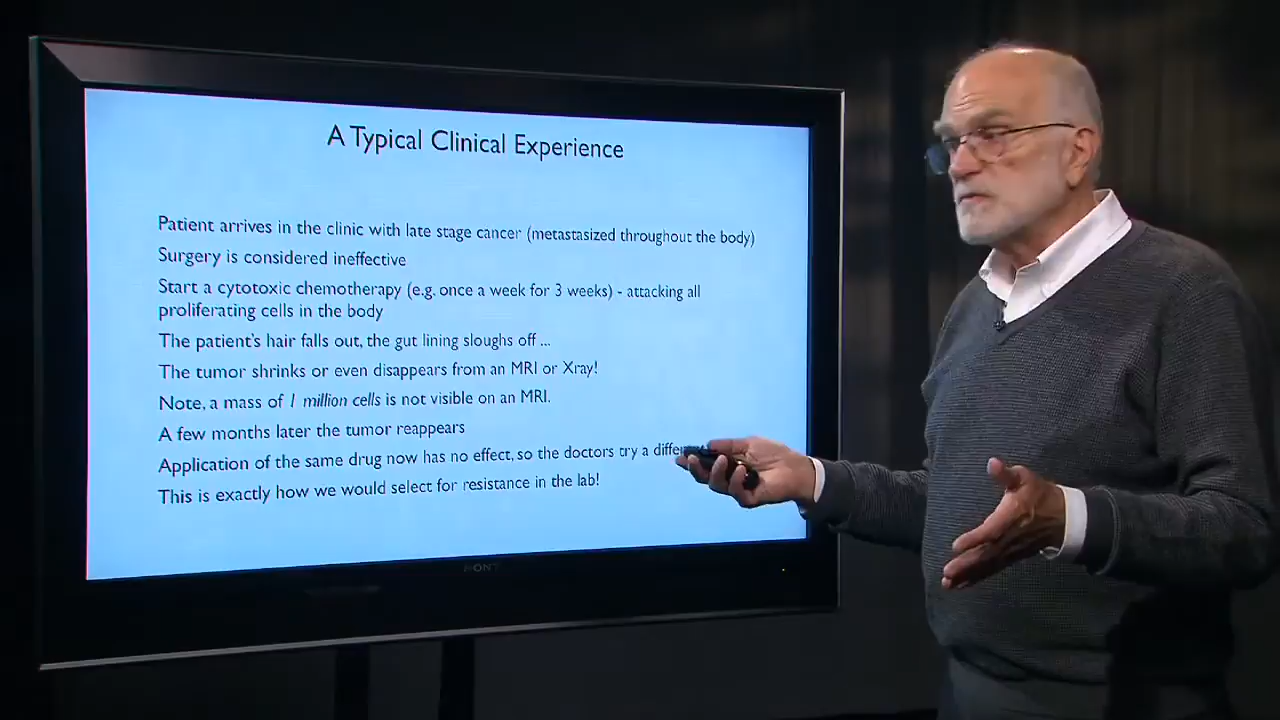 A Typical Clinical Experience
Patient arrives in the clinic with late stage cancer (metastasized throughout the body)
Surgery is considered ineffective
Start a cytotoxic chemotherapy (e.g. once a week for 3 weeks) - attacking all
proliferating cells in the body
The patient's hair falls out, the gut lining sloughs off ...
The tumor shrinks or even disappears from an MRI or Xray!
Note, a mass of 1 million cells is not visible on an MRI.
A few months later the tumor reappears
Application of the same drug now has no effect, so the doctors try a
This is exactly how we would select for resistance in the lab!
SONY